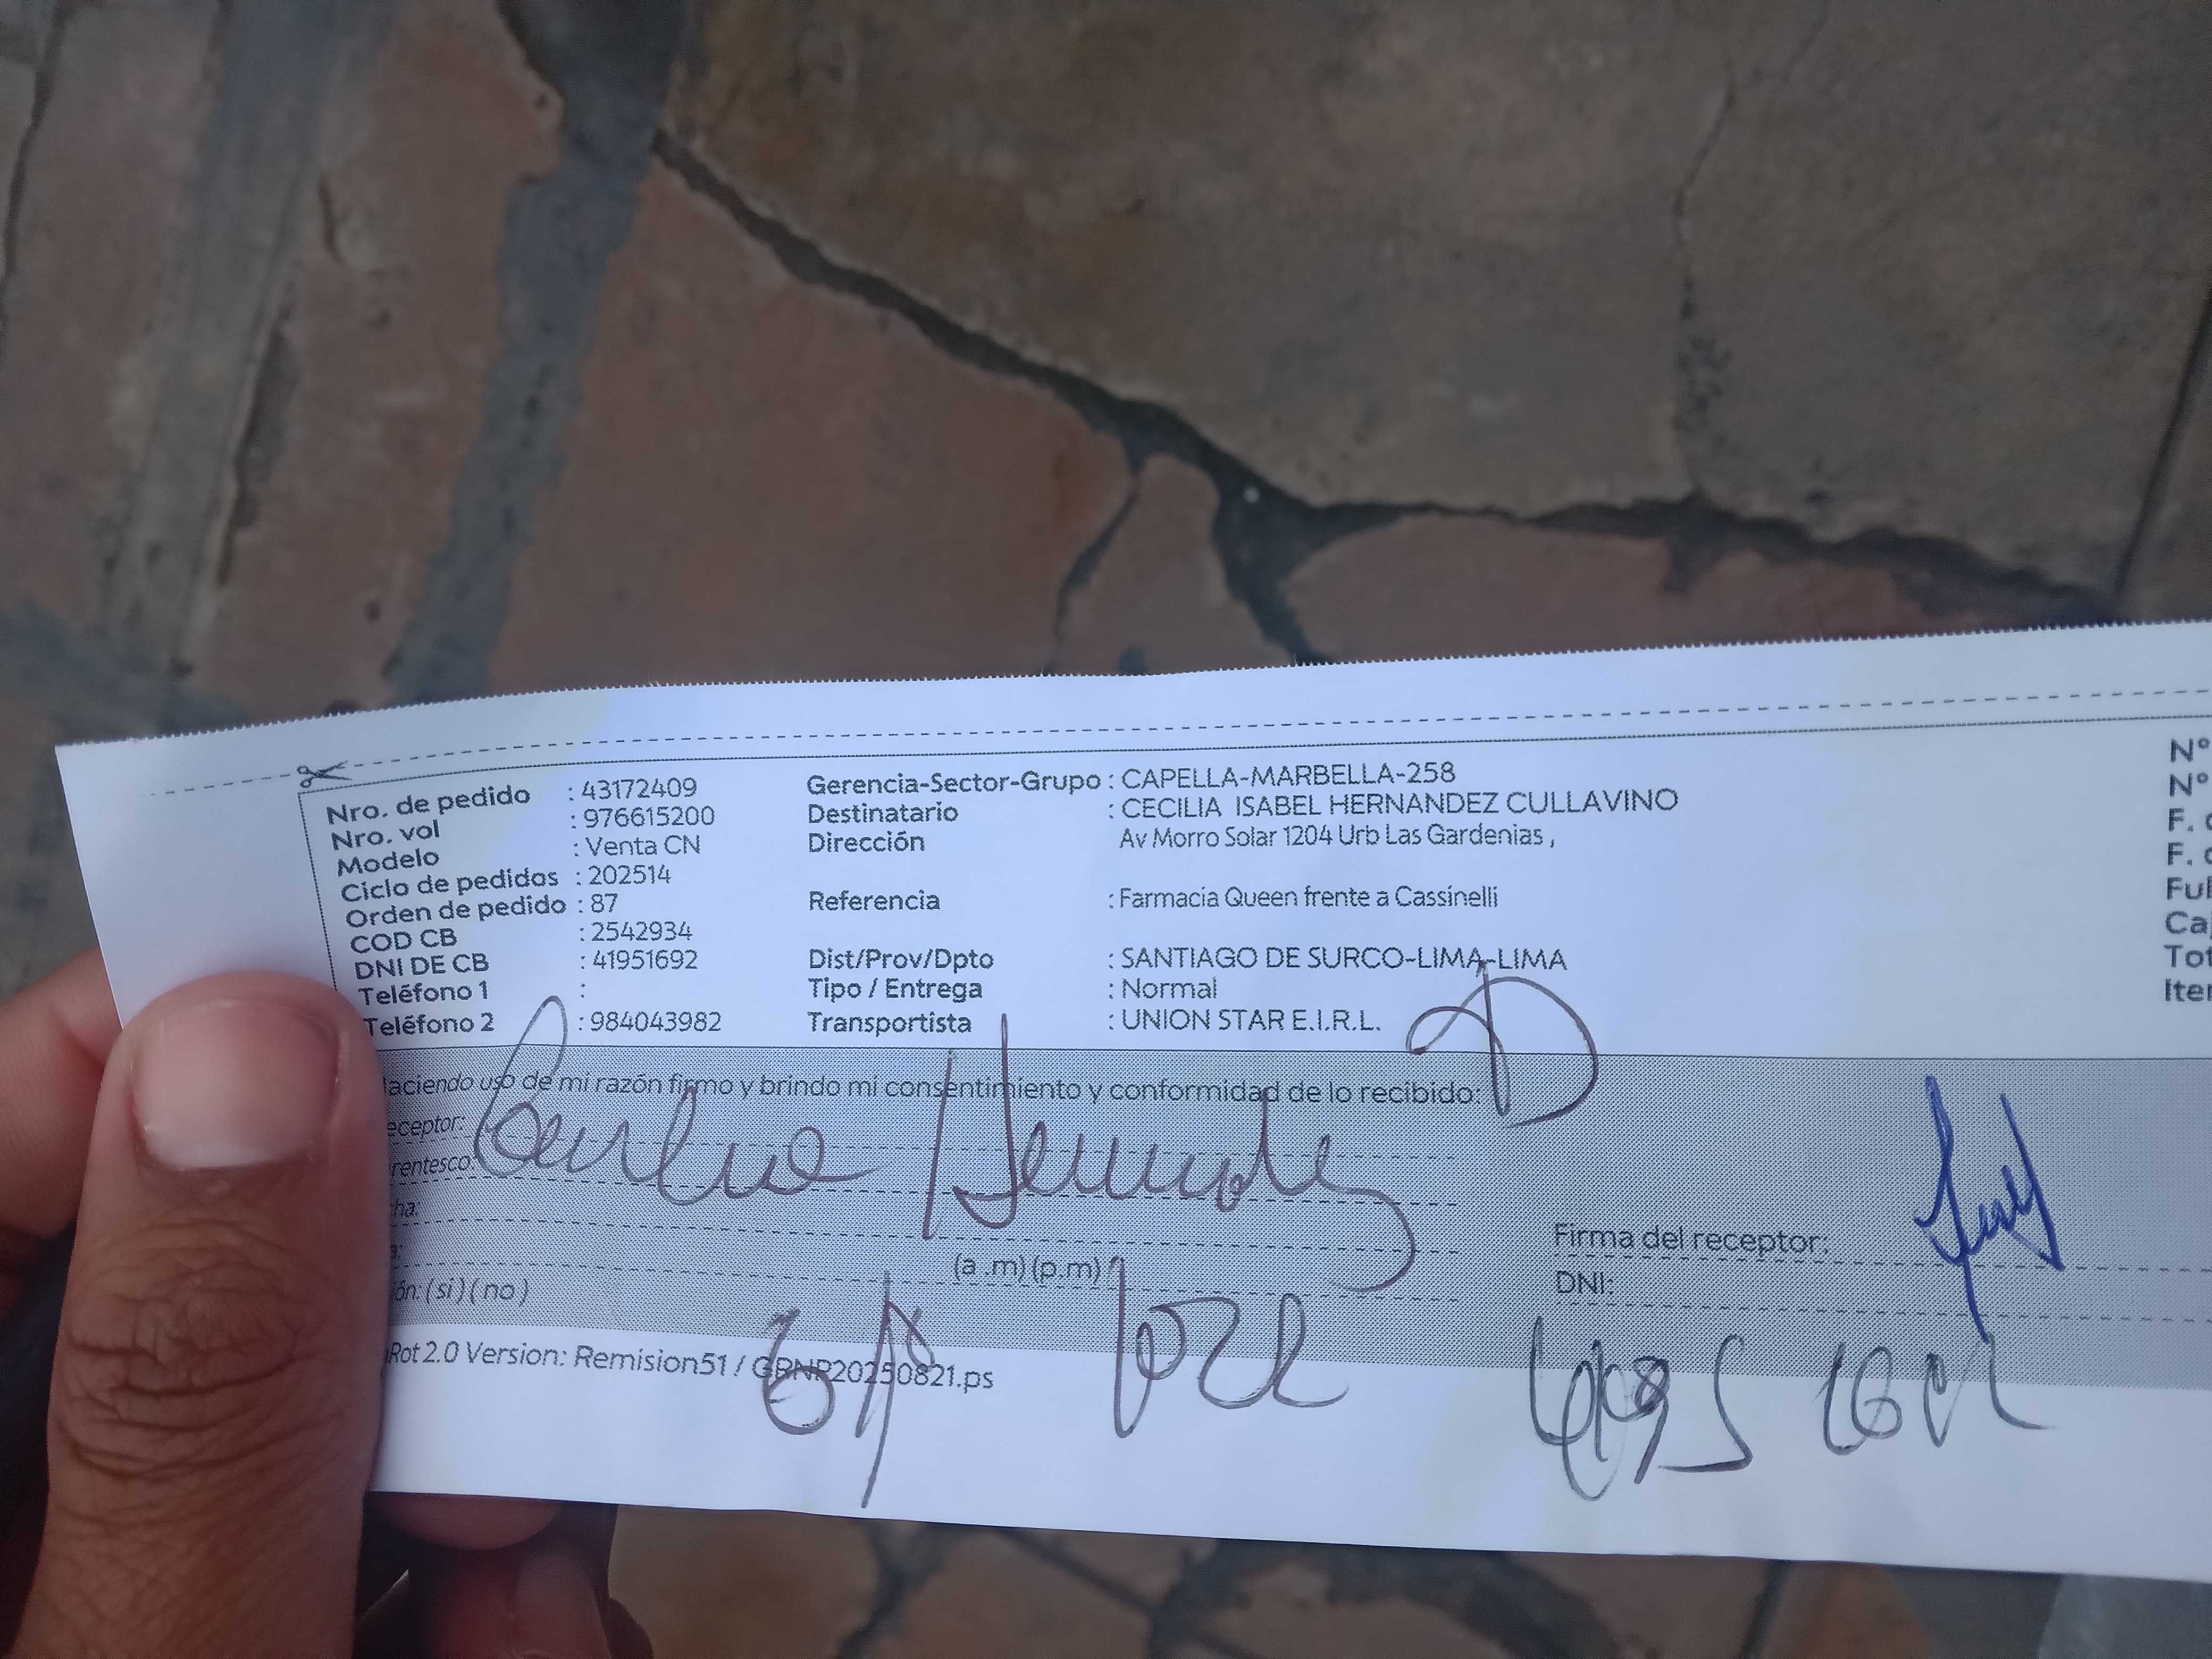 Nro. de pedido : 43172409
Nro. vol : 976615200
Modelo : Venta CN
Ciclo de pedidos : 202514
Orden de pedido : 87
COD CB : 2542934
DNI DE CB : 41951692
Teléfono 1 :
Teléfono 2 : 984043982
Gerencia-Sector-Grupo : CAPELLA-MARBELLA-258
Destinatario : CECILIA ISABEL HERNANDEZ CULLAVINO
Dirección Av Morro Solar 1204 Urb Las Gardenias ,
Referencia : Farmacia Queen frente a Cassinelli
Dist/Prov/Dpto : SANTIAGO DE SURCO-LIMA-LIMA
Tipo / Entrega : Normal
Transportista : UNION STAR E.I.R.L.
N°
N°
F.
F.
Ful
Tot
Iter
aciendo uso de mi razón firmo y brindo mi consentimiento y conformidad de lo recibido:
eceptor:
rentesco:
ha:
a:
(a .m) (p.m)
ón: ( si ) ( no )
Firma del receptor:
DNI:
Rot 2.0 Version: Remision51 / GRNP20250821.ps